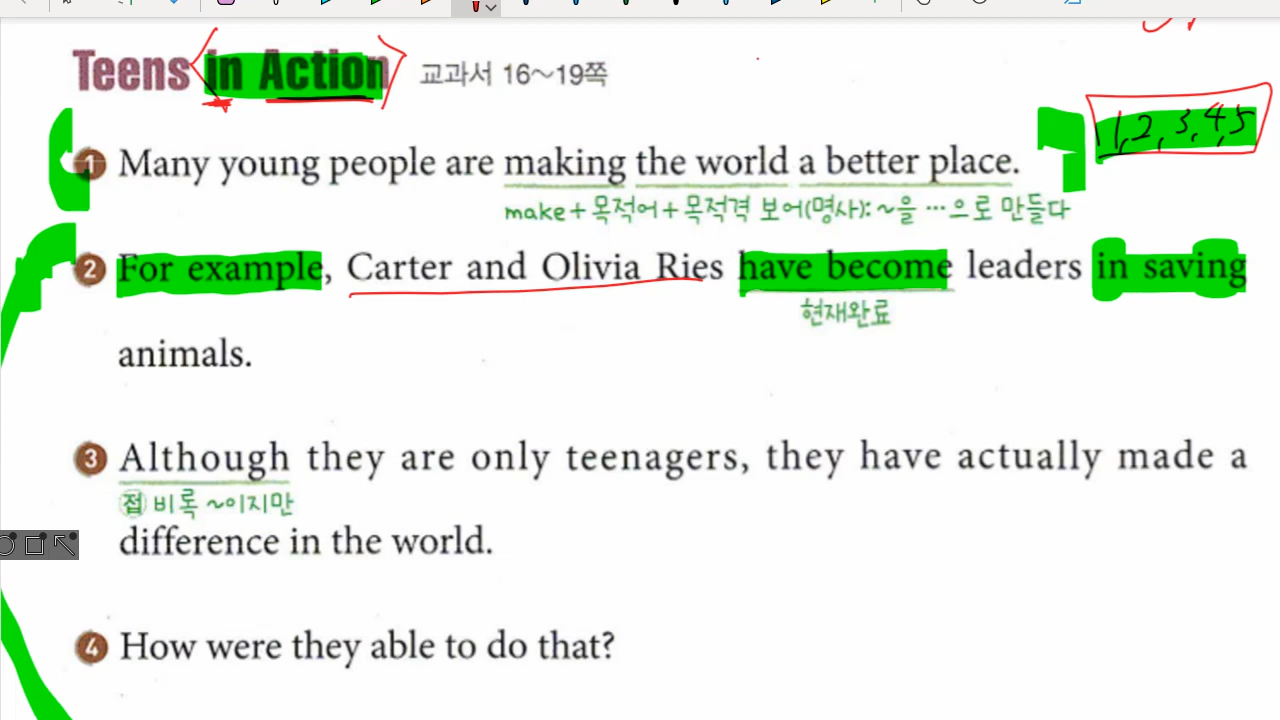 Teens in Action 교과서 16~19쪽
1,2,3,4,5
1 Many young people are making the world a better place.
make+목적어+목적격 보어(명사): ~을 …으로 만들다
2 For example, Carter and Olivia Ries have become leaders in saving
현재완료
animals.
3 Although they are only teenagers, they have actually made a
접 비록 ~이지만
difference in the world.
4 How were they able to do that?